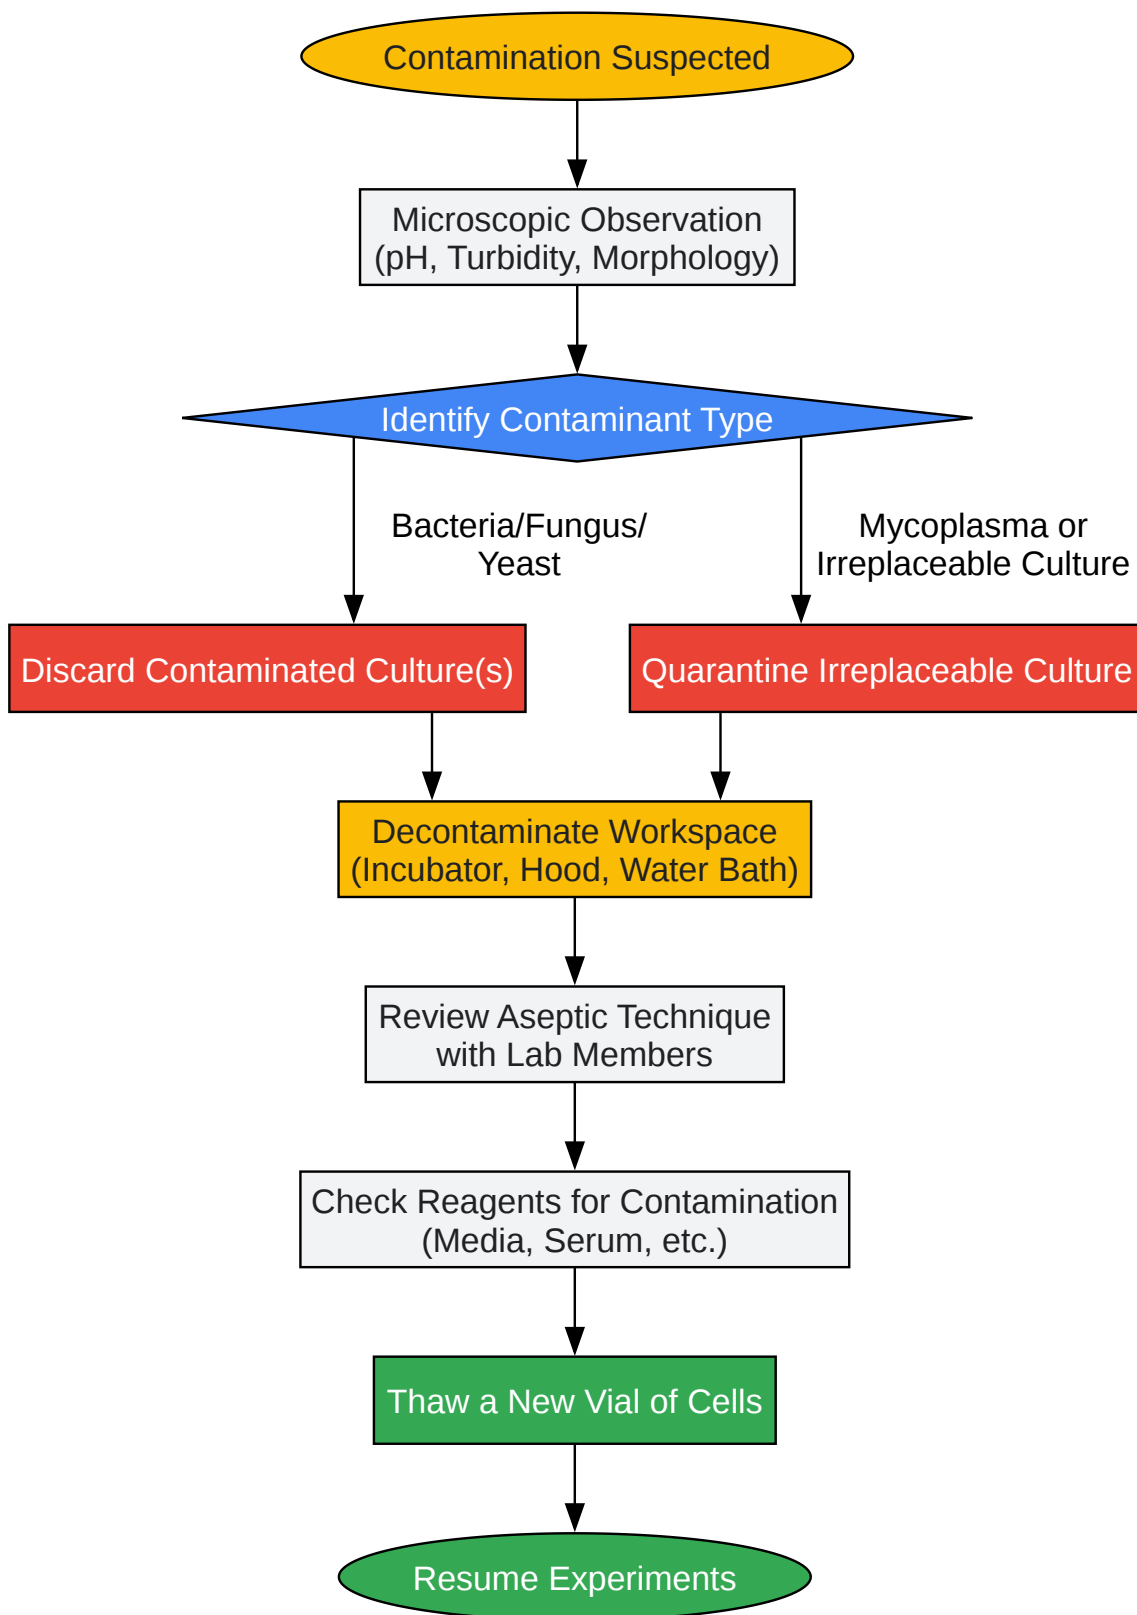 Contamination Suspected
Microscopic Observation
(pH, Turbidity, Morphology)
Identify Contaminant Type
Bacteria/Fungus/
Yeast
Mycoplasma or
Irreplaceable Culture
Discard Contaminated Culture(s)
Quarantine Irreplaceable Culture
Decontaminate Workspace
(Incubator, Hood, Water Bath)
Review Aseptic Technique
with Lab Members
Check Reagents for Contamination
(Media, Serum, etc.)
Thaw a New Vial of Cells
Resume Experiments